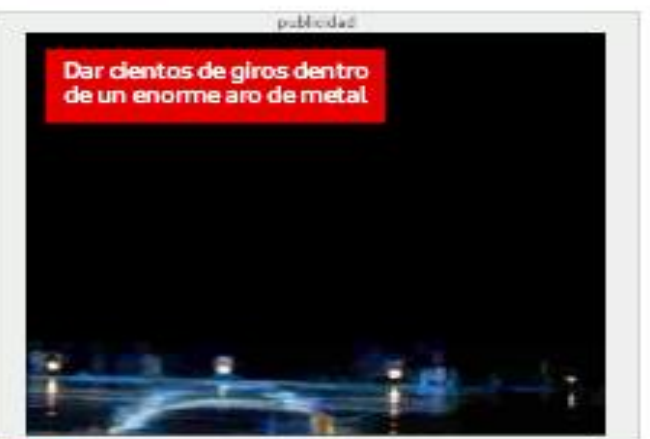 publicidad
Dar cientos de giros dentro
de un enorme aro de metal